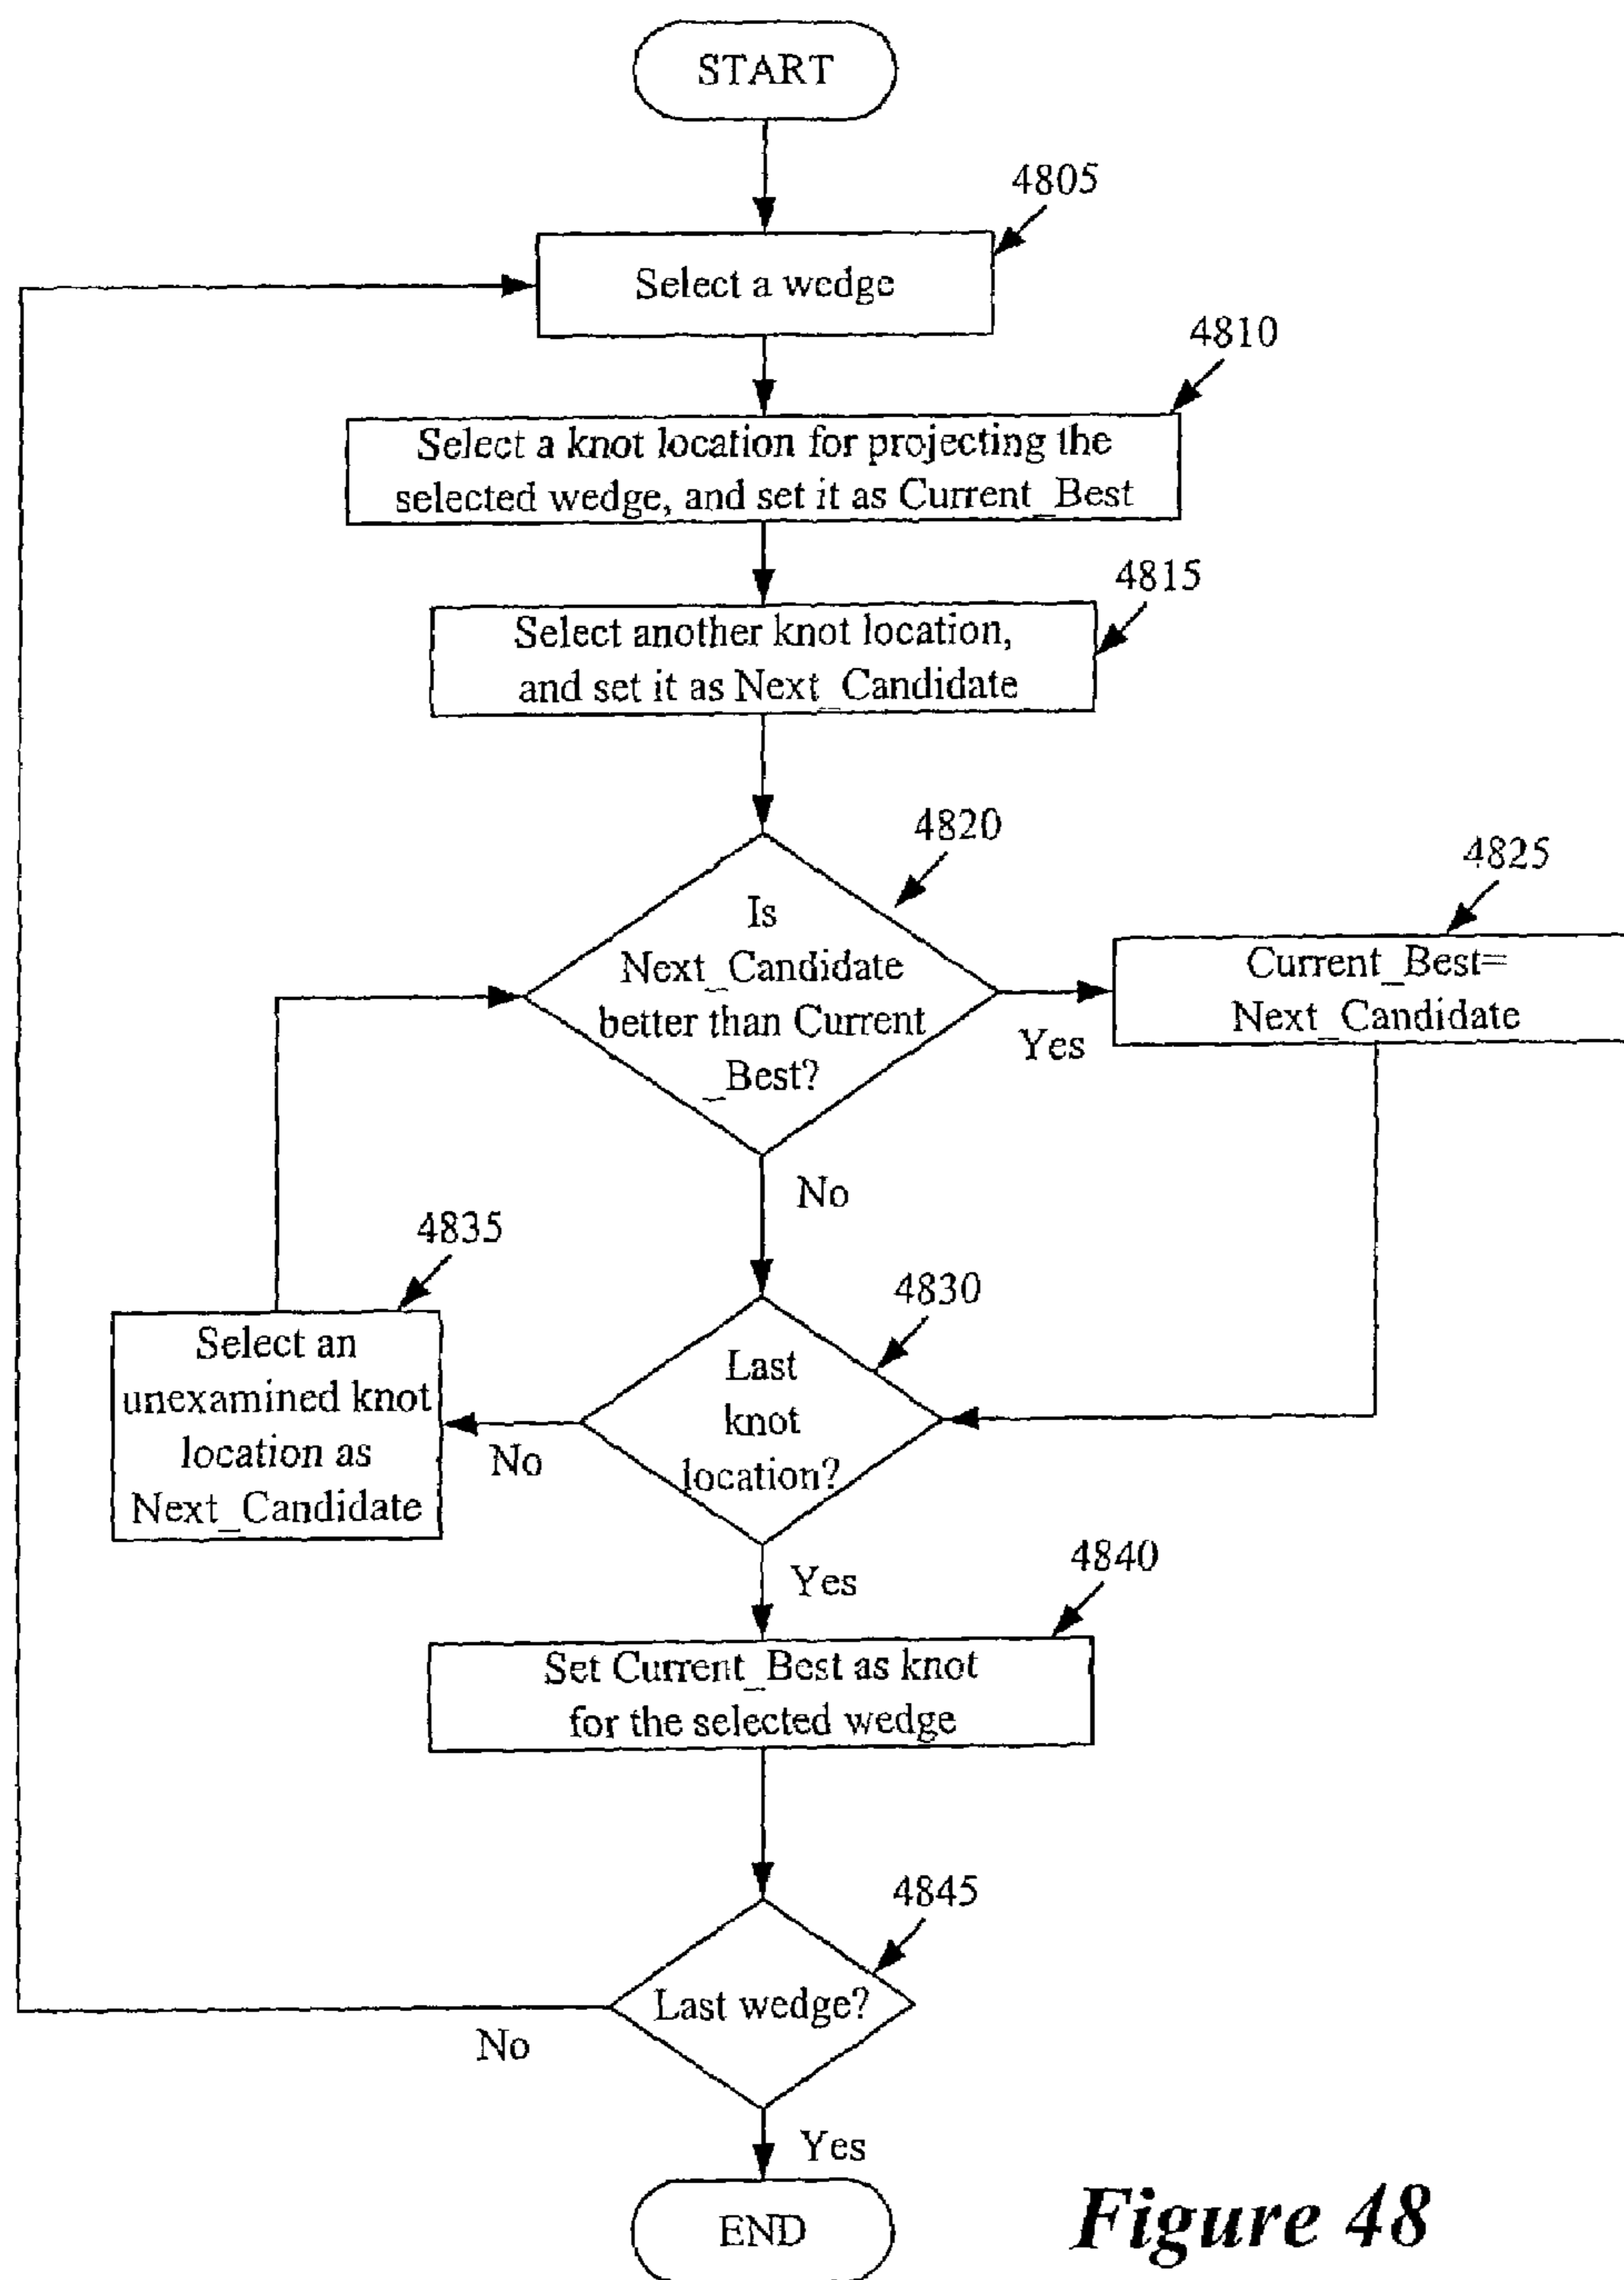 START
4805
Select a wedge
4810
Select a knot location for projecting the
selected wedge, and set it as Current_Best
4815
Select another knot location,
and set it as Next_Candidate
4820
Is
Next_Candidate
better than Current
_Best?
Yes
4825
Current_Best=
Next_Candidate
No
4835
Select an
unexamined knot
location as
Next_Candidate
4830
Last
knot
location?
No
Yes
4840
Set Current_Best as knot
for the selected wedge
4845
Last wedge?
No
Yes
END
Figure 48